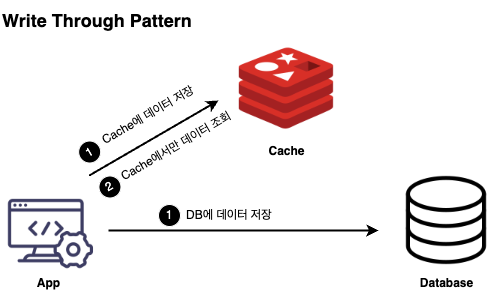 Write Through Pattern
1 Cache에 데이터 저장
2 Cache에서만 데이터 조회
Cache
1 DB에 데이터 저장
App
Database